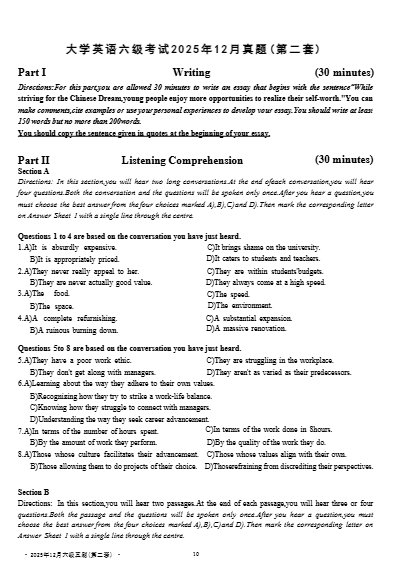 大学英语六级考试2025年12月真题(第二套)
Part I Writing (30 minutes)
Directions:For this part,you are allowed 30 minutes to write an essay that begins with the sentence"While
striving for the Chinese Dream,young people enjoy more opportunities to realize their self-worth."You can
make comments,cite examples or use your personal experiences to develop your essay.You should write at least
150 words but no more than 200words.
You should copy the sentence given in quotes at the beginning of your essay.
Part II Listening Comprehension (30 minutes)
Section A
Directions: In this section,you will hear two long conversations.At the end ofeach conversation,you will hear
four questions.Both the conversation and the questions will be spoken only once.After you hear a question,you
must choose the best answer from the four choices marked A),B),C)and D).Then mark the corresponding letter
on Answer Sheet 1 with a single line through the centre.
Questions 1 to 4 are based on the conversation you have just heard.
1.A)It is absurdly expensive. C)It brings shame on the university.
B)It is appropriately priced. D)It caters to students and teachers.
2.A)They never really appeal to her. C)They are within students'budgets.
B)They are never actually good value. D)They always come at a high speed.
3.A)The food. C)The speed.
B)The space. D)The environment.
4.A)A complete refurnishing. C)A substantial expansion.
B)A ruinous burning down. D)A massive renovation.
Questions 5to 8 are based on the conversation you have just heard.
5.A)They have a poor work ethic. C)They are struggling in the workplace.
B)They don't get along with managers. D)They aren't as varied as their predecessors.
6.A)Learning about the way they adhere to their own values.
B)Recognizing how they try to strike a work-life balance.
C)Knowing how they struggle to connect with managers.
D)Understanding the way they seek career advancement.
7.A)In terms of the number of hours spent. C)In terms of the work done in 8hours.
B)By the amount of work they perform. D)By the quality of the work they do.
8.A)Those whose culture facilitates their advancement. C)Those whose values align with their own.
B)Those allowing them to do projects of their choice. D)Thoserefraining from discrediting their perspectives.
Section B
Directions: In this section,you will hear two passages.At the end of each passage,you will hear three or four
questions.Both the passage and the questions will be spoken only once.After you hear a question,you must
choose the best answer from the four choices marked A),B),C)and D).Then mark the corresponding letter on
Answer Sheet 1 with a single line through the centre.
· 2025年12月六级真题(第二套) · 10